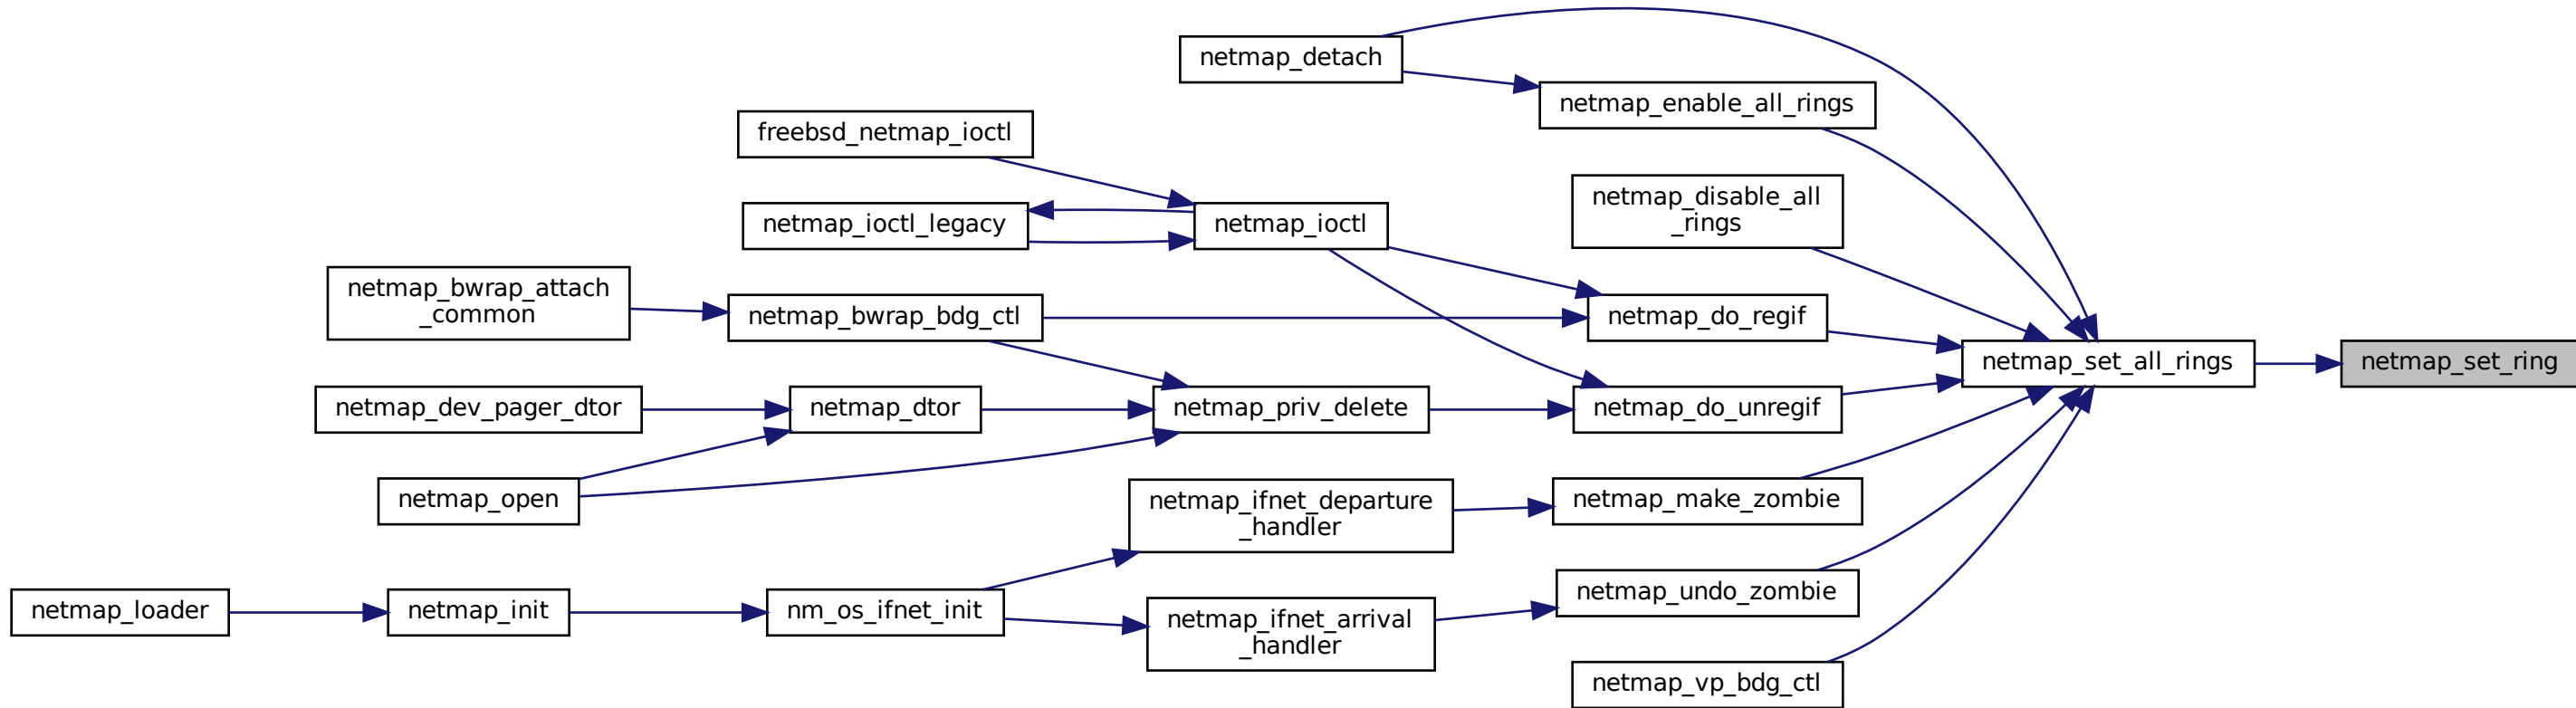 netmap_detach
netmap_enable_all_rings
freebsd_netmap_ioctl
netmap_disable_all
_rings
netmap_ioctl_legacy
netmap_ioctl
netmap_bwrap_attach
_common
netmap_bwrap_bdg_ctl
netmap_do_regif
netmap_set_all_rings
netmap_set_ring
netmap_dev_pager_dtor
netmap_dtor
netmap_priv_delete
netmap_do_unregif
netmap_open
netmap_ifnet_departure
_handler
netmap_make_zombie
netmap_loader
netmap_init
nm_os_ifnet_init
netmap_ifnet_arrival
_handler
netmap_undo_zombie
netmap_vp_bdg_ctl